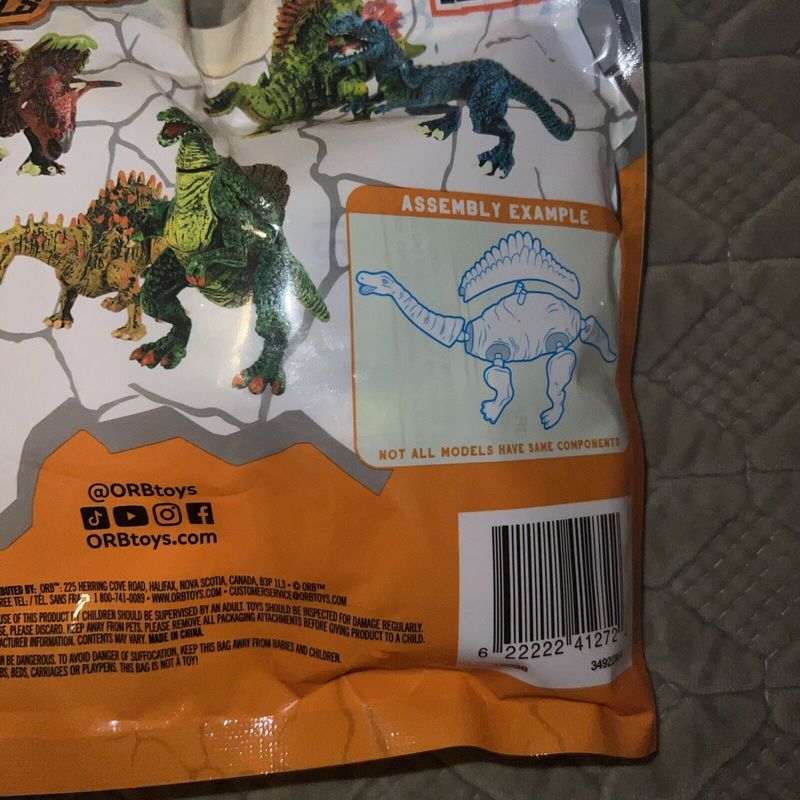 ASSEMBLY EXAMPLE
NOT ALL MODELS HAVE SAME COMPONENTS
@ORBtoys
ORBtoys.com
BUTED BY: ORB™: 225 HERRING COVE ROAD, HALIFAX, NOVA SCOTIA, CANADA, B3P 1L3 • © ORB™
REE TEL: / TÉL. SANS FRA 1 800-741-0089 • WWW.ORBTOYS.COM • CUSTOMERSERVICE@ORBTOYS.COM
USE OF THIS PRODUCT BY CHILDREN SHOULD BE SUPERVISED BY AN ADULT. TOYS SHOULD BE INSPECTED FOR DAMAGE REGULARLY.
SE, PLEASE DISCARD. KEEP AWAY FROM PETS. PLEASE REMOVE ALL PACKAGING ATTACHMENTS BEFORE GIVING PRODUCT TO A CHILD.
ACTURER INFORMATION. CONTENTS MAY VARY. MADE IN CHINA.
N BE DANGEROUS. TO AVOID DANGER OF SUFFOCATION, KEEP THIS BAG AWAY FROM BABIES AND CHILDREN.
BS, BEDS, CARRIAGES OR PLAYPENS. THIS BAG IS NOT A TOY!
6 22222 41272